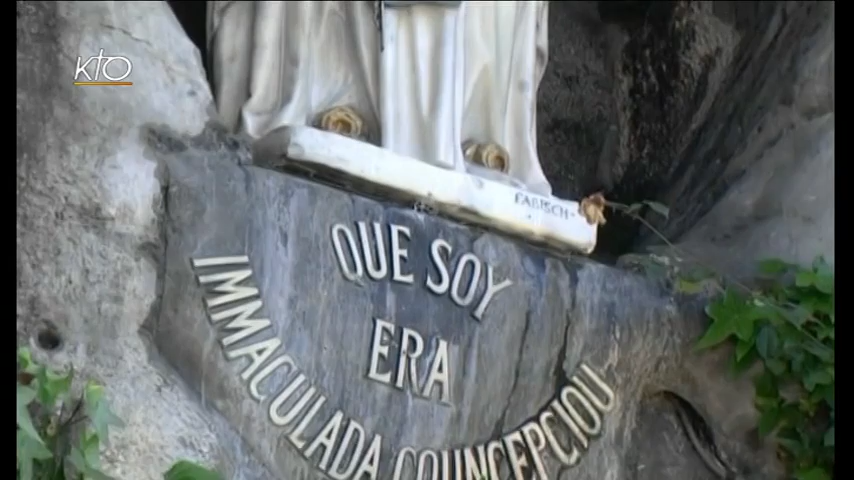 KTO
FABISCH-
QUE SOY
ERA
IMMACULADA COUNCEPCIOU